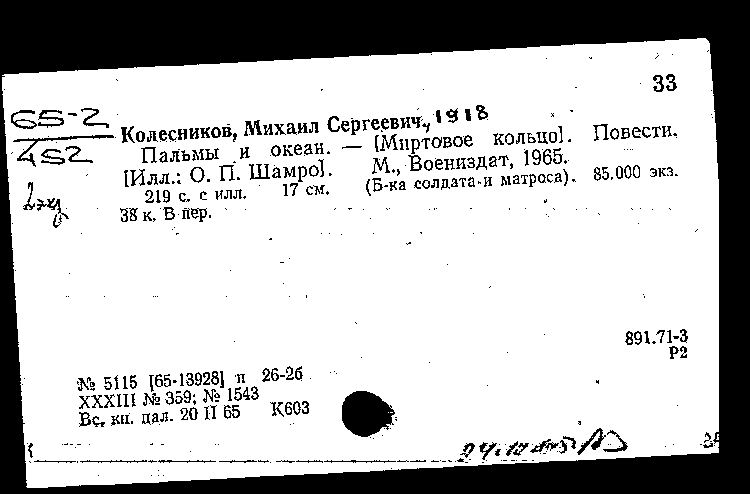 33
65-2
452
Колесников, Михаил Сергеевич, 1918
Пальмы и океан. — [Миртовое кольцо]. Повести.
[Илл.: О. П. Шамро]. М., Воениздат, 1965.
219 с. с илл. 17 см. (Б-ка солдата и матроса). 85.000 экз.
38 к. В пер.
891.71-3
Р2
№ 5115 [65-13928] п 26-26
XXXIII № 359; № 1543
Вс. кн. пал. 20 II 65 К603